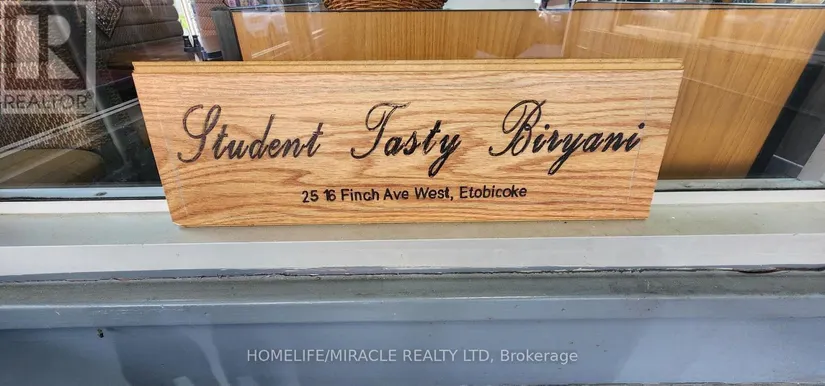 REALTOR
Student Tasty Biryani
25 16 Finch Ave West, Etobicoke
HOMELIFE/MIRACLE REALTY LTD, Brokerage